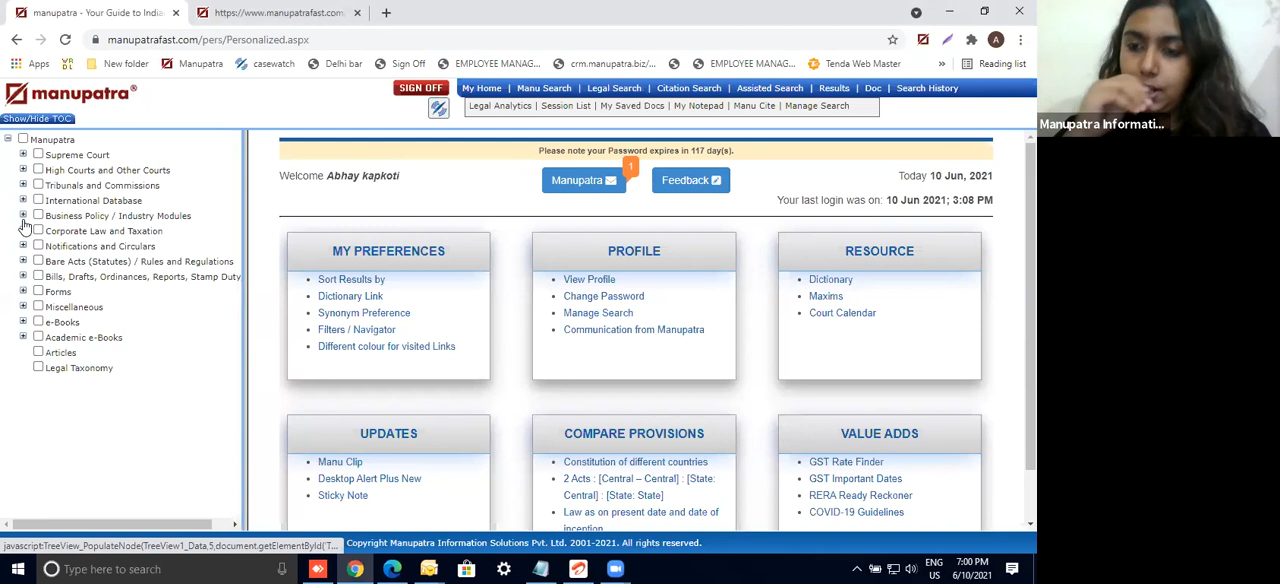 manupatra - Your Guide to India
https://www.manupatrafast.com/
manupatrafast.com/pers/Personalized.aspx
Apps
New folder
Manupatra
casewatch
Delhi bar
Sign Off
EMPLOYEE MANAG...
crm.manupatra.biz/...
EMPLOYEE MANAG...
Tenda Web Master
»
Reading list
manupatra®
SIGN OFF
My Home | Manu Search | Legal Search | Citation Search | Assisted Search | Results | Doc | Search History
Legal Analytics | Session List | My Saved Docs | My Notepad | Manu Cite | Manage Search
Show/Hide TOC
Manupatra
Supreme Court
High Courts and Other Courts
Tribunals and Commissions
International Database
Business Policy / Industry Modules
Corporate Law and Taxation
Notifications and Circulars
Bare Acts (Statutes) / Rules and Regulations
Bills, Drafts, Ordinances, Reports, Stamp Duty
Forms
Miscellaneous
e-Books
Academic e-Books
Articles
Legal Taxonomy
Please note your Password expires in 117 day(s).
Welcome Abhay kapkoti
Manupatra
1
Feedback
Today 10 Jun, 2021
Your last login was on: 10 Jun 2021; 3:08 PM
MY PREFERENCES
Sort Results by
Dictionary Link
Synonym Preference
Filters / Navigator
Different colour for visited Links
PROFILE
View Profile
Change Password
Manage Search
Communication from Manupatra
RESOURCE
Dictionary
Maxims
Court Calendar
UPDATES
Manu Clip
Desktop Alert Plus New
Sticky Note
COMPARE PROVISIONS
Constitution of different countries
2 Acts : [Central – Central] : [State:
Central] : [State: State]
Law as on present date and date of
inception
VALUE ADDS
GST Rate Finder
GST Important Dates
RERA Ready Reckoner
COVID-19 Guidelines
javascript:TreeView_PopulateNode(TreeView1_Data,5,document.getElementById('T...
Copyright Manupatra Information Solutions Pvt. Ltd. 2001-2021. All rights reserved.
Type here to search
ENG
US
7:00 PM
6/10/2021
A
Manupatra Informati...